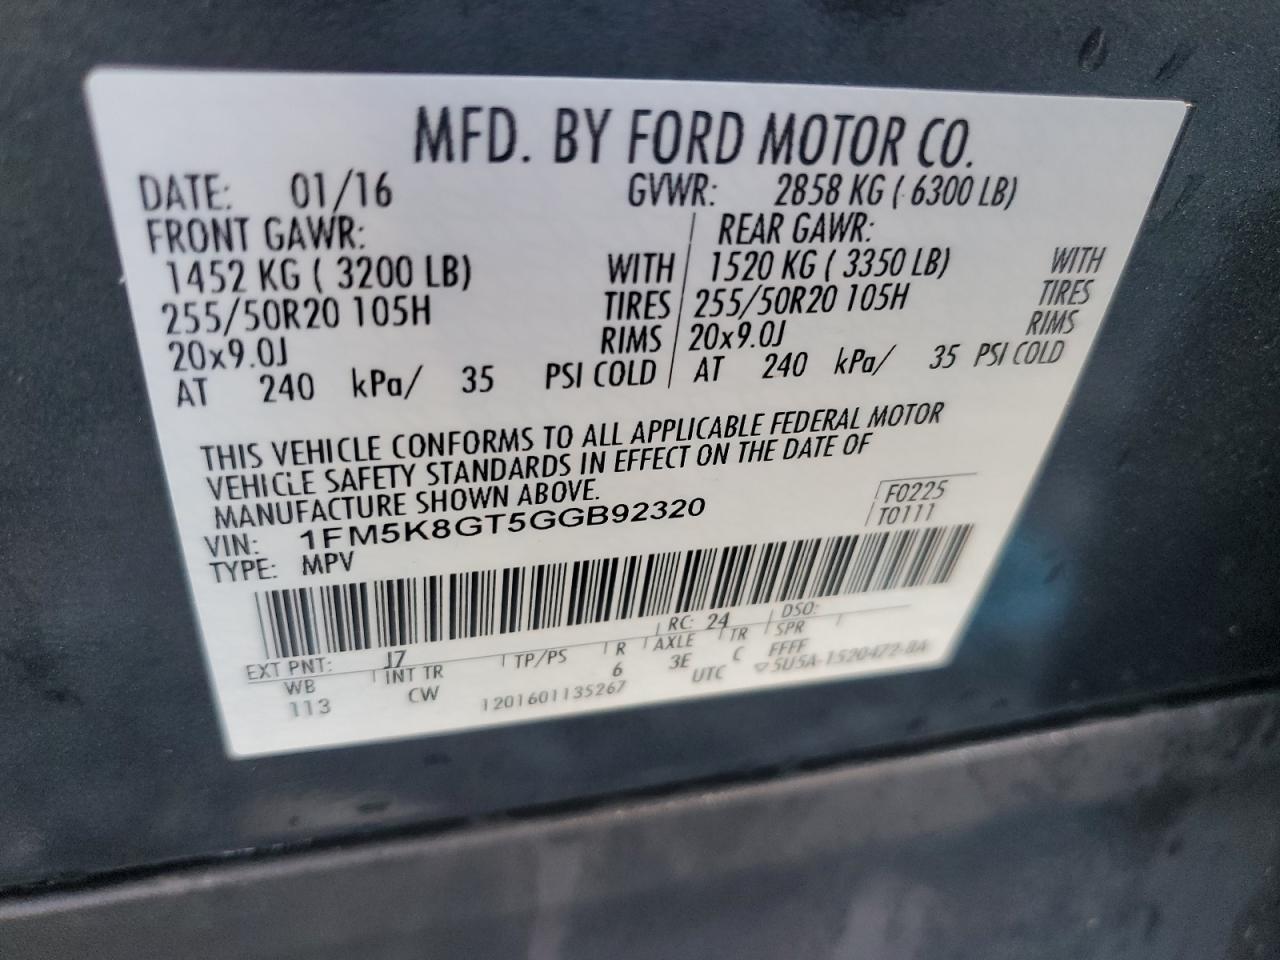 MFD. BY FORD MOTOR CO.
DATE: 01/16 GVWR: 2858 KG ( 6300 LB)
FRONT GAWR: REAR GAWR:
1452 KG ( 3200 LB) WITH 1520 KG ( 3350 LB) WITH
255/50R20 105H TIRES 255/50R20 105H TIRES
20x9.0J RIMS 20x9.0J RIMS
AT 240 kPa/ 35 PSI COLD AT 240 kPa/ 35 PSI COLD
THIS VEHICLE CONFORMS TO ALL APPLICABLE FEDERAL MOTOR
VEHICLE SAFETY STANDARDS IN EFFECT ON THE DATE OF
MANUFACTURE SHOWN ABOVE.
F0225
VIN: 1FM5K8GT5GGB92320 T0111
TYPE: MPV
EXT PNT: J7 RC: 24 DSO:
WB INT TR TP/PS R AXLE TR SPR
113 CW 6 3E C FFFF
1201601135267 UTC 5U5A-1520472-BA